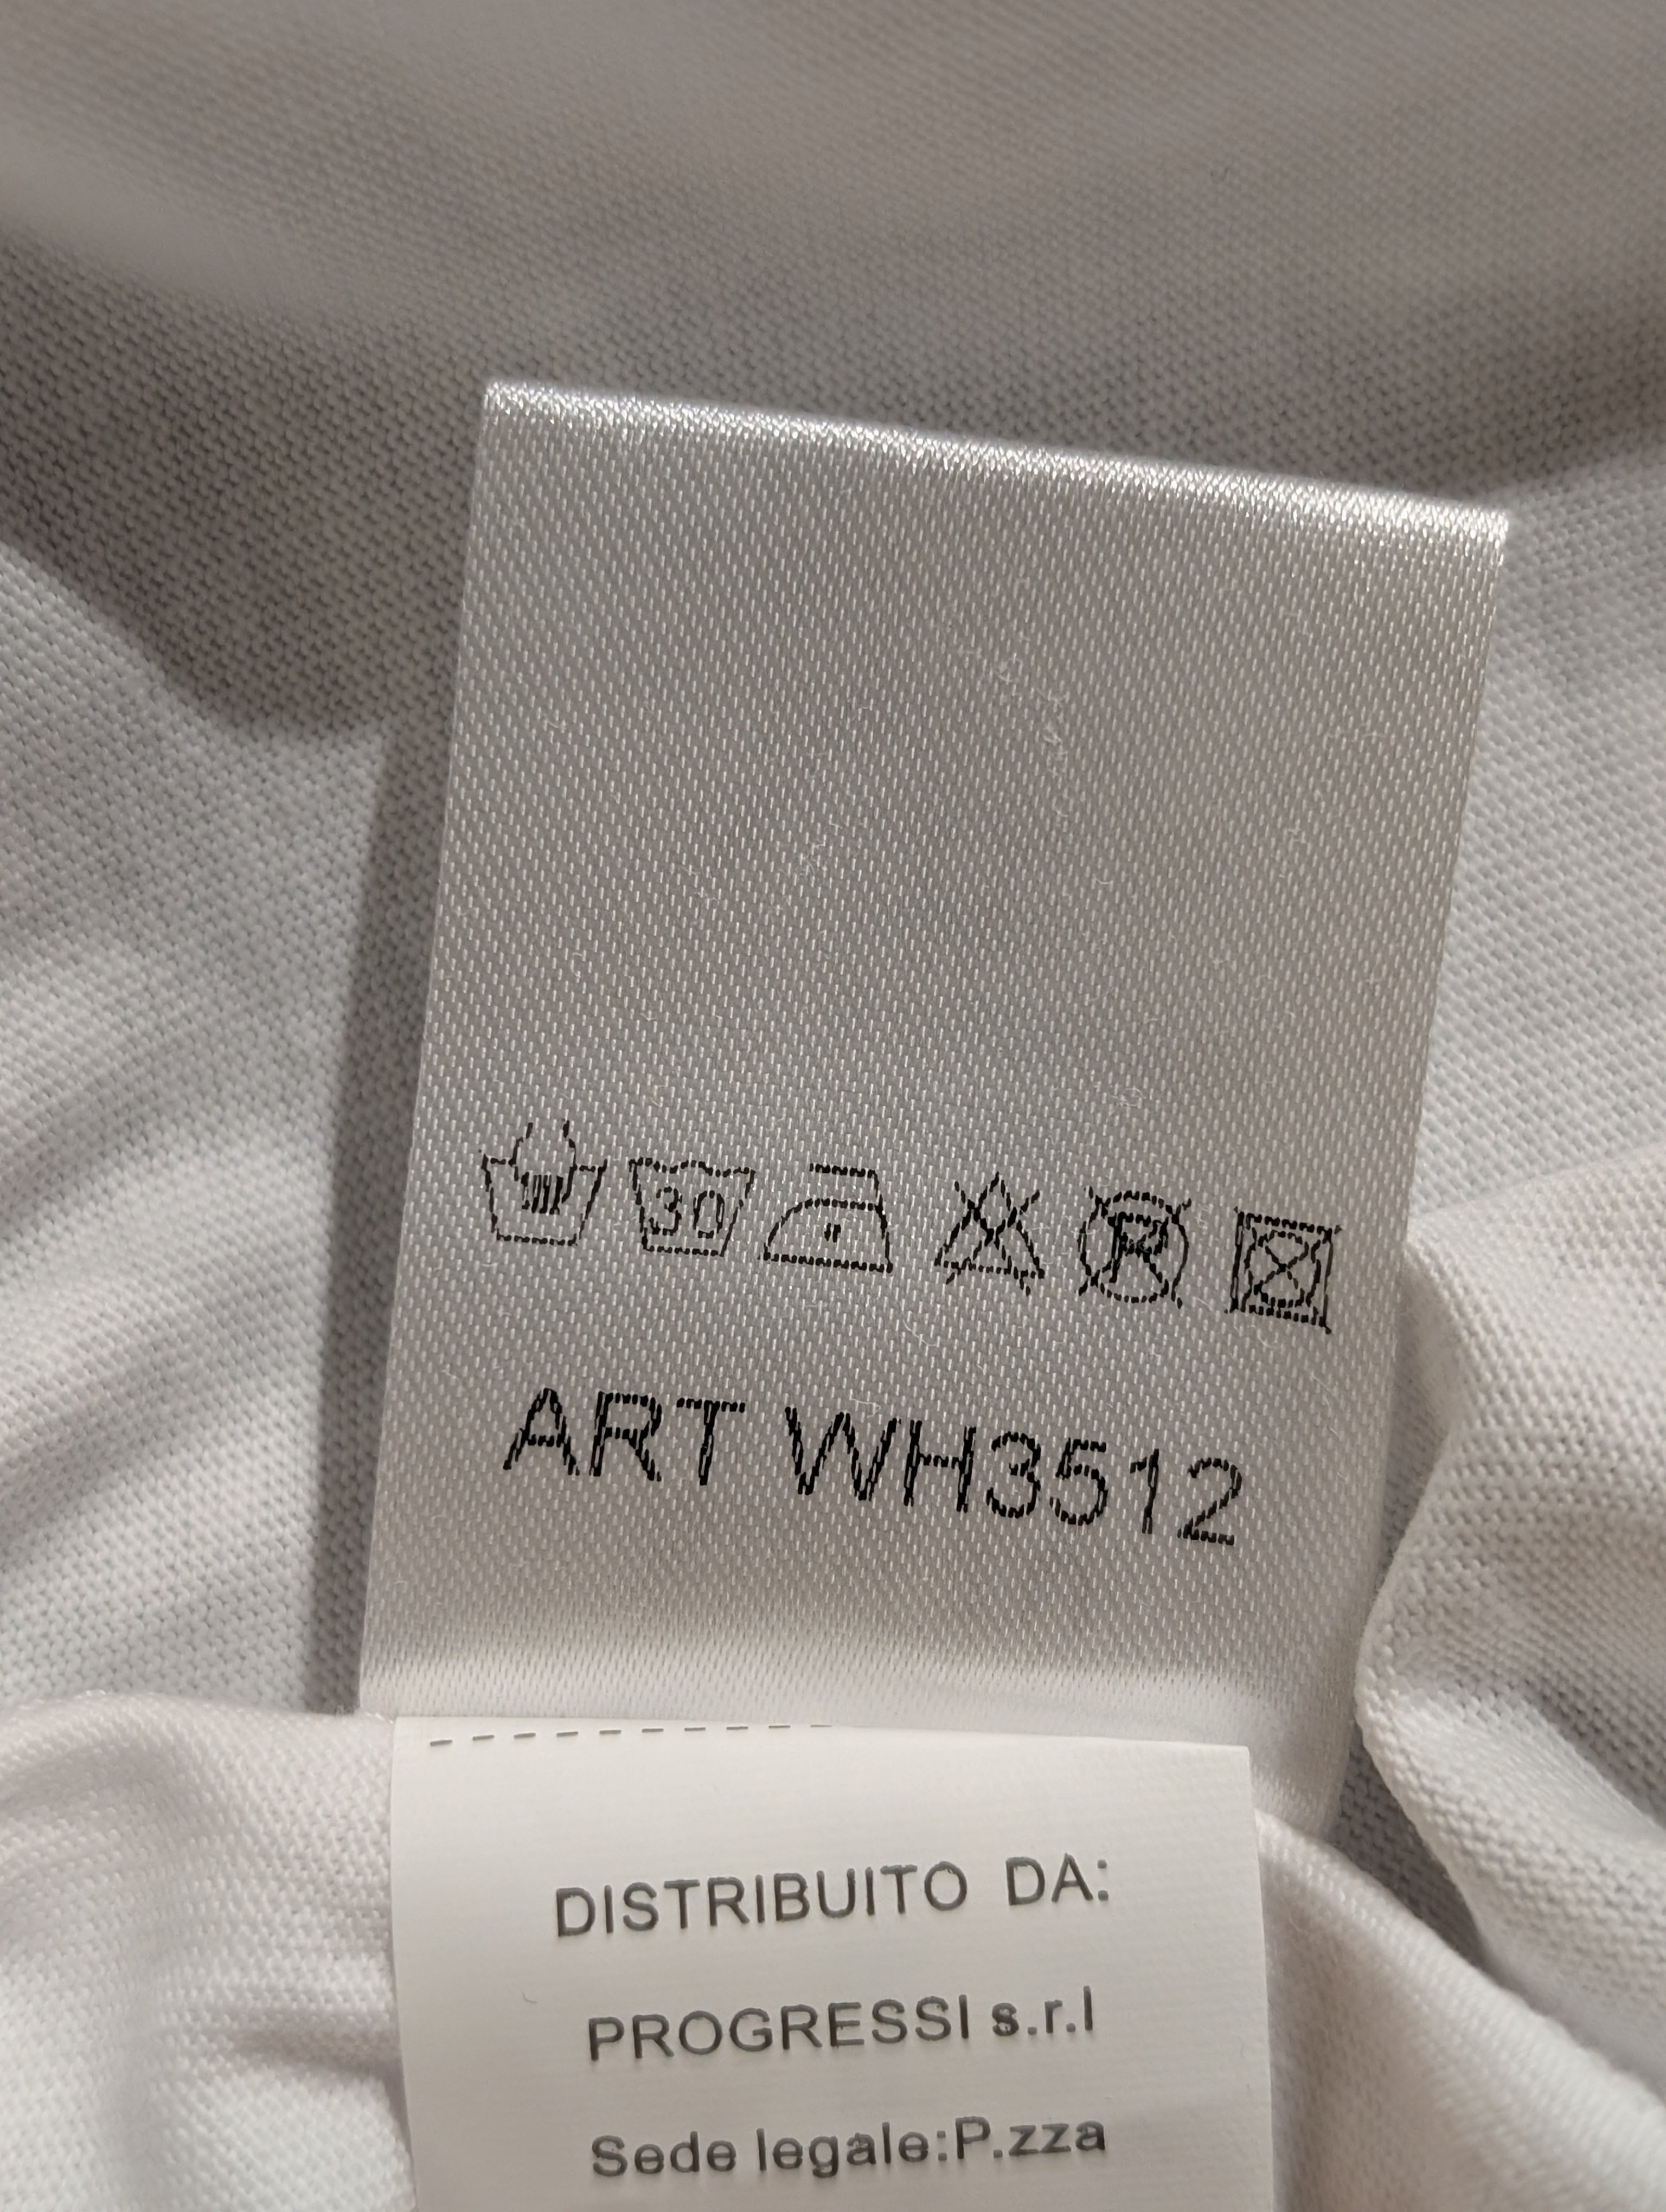 30
P
ART WH3512
DISTRIBUITO DA:
PROGRESSI s.r.l
Sede legale:P.zza